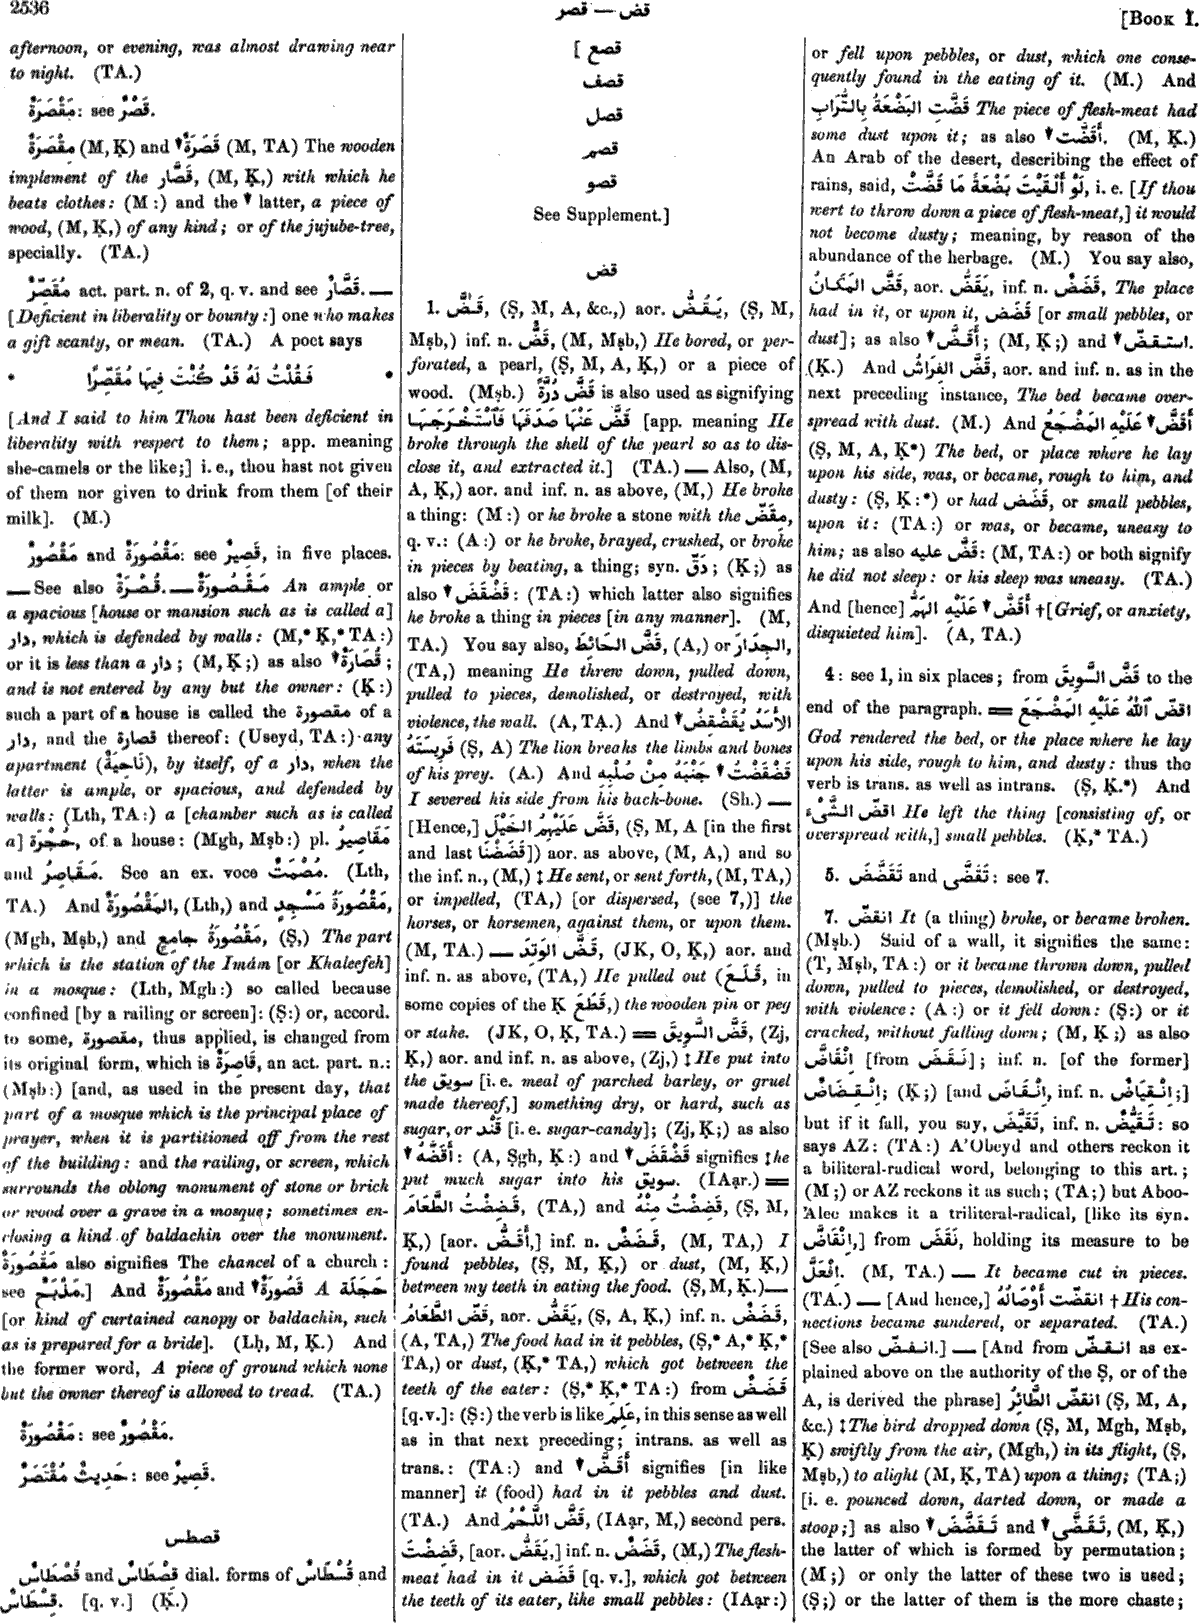 2536
قض — قصر
[BOOK I.
afternoon, or evening, was almost drawing near
to night. (TA.)
مَقْصَرَةٌ: see قَصْرٌ.
مِقْصَرَةٌ (M, Ḳ) and ▼ قَصَرَةٌ (M, TA) The wooden
implement of the قَصَّار, (M, Ḳ,) with which he
beats clothes: (M:) and the ▼ latter, a piece of
wood, (M, Ḳ,) of any kind; or of the jujube-tree,
specially. (TA.)
مُقَصِّرٌ act. part. n. of 2, q. v. and see قَصَّارٌ. —
[Deficient in liberality or bounty:] one who makes
a gift scanty, or mean. (TA.) A poet says
* فَقُلْتُ لَهُ قَدْ كُنْتَ فِيهَا مُقَصِّرًا *
[And I said to him Thou hast been deficient in
liberality with respect to them; app. meaning
she-camels or the like;] i. e., thou hast not given
of them nor given to drink from them [of their
milk]. (M.)
مَقْصُورٌ and مَقْصُورَةٌ: see قَصِيرٌ, in five places.
— See also قُصْرَةٌ. — مَقْصُورَةٌ An ample or
a spacious [house or mansion such as is called a]
دار, which is defended by walls: (M,* Ḳ,* TA:)
or it is less than a دار; (M, Ḳ;) as also ▼ قُصَارَةٌ;
and is not entered by any but the owner: (Ḳ:)
such a part of a house is called the مقصورة of a
دار, and the قصارة thereof: (Useyd, TA:) any
apartment (نَاحِيَةٌ), by itself, of a دار, when the
latter is ample, or spacious, and defended by
walls: (Lth, TA:) a [chamber such as is called
a] حُجْرَة, of a house: (Mgh, Mṣb:) pl. مَقَاصِيرُ
and مَقَاصِرُ. See an ex. voce مُصْمَتٌ. (Lth,
TA.) And المَقْصُورَةُ, (Lth,) and مَقْصُورَةُ مَسْجِدٍ,
(Mgh, Mṣb,) and مَقْصُورَةُ جامِعٍ, (Ṣ,) The part
which is the station of the Imám [or Khaleefeh]
in a mosque: (Lth, Mgh:) so called because
confined [by a railing or screen]: (Ṣ:) or, accord.
to some, مقصورة, thus applied, is changed from
its original form, which is قَاصِرَةٌ, an act. part. n.:
(Mṣb:) [and, as used in the present day, that
part of a mosque which is the principal place of
prayer, when it is partitioned off from the rest
of the building: and the railing, or screen, which
surrounds the oblong monument of stone or brick
or wood over a grave in a mosque; sometimes en-
closing a kind of baldachin over the monument.
مَقْصُورَةٌ also signifies The chancel of a church:
see مَذْبَحٌ.] And مَقْصُورَةٌ and ▼ قَصُورَةٌ A حَجَلَة
[or kind of curtained canopy or baldachin, such
as is prepared for a bride]. (Lḥ, M, Ḳ.) And
the former word, A piece of ground which none
but the owner thereof is allowed to tread. (TA.)
مَقْصُورَةٌ: see مَقْصُورٌ.
حَدِيثٌ مُقْتَصَرٌ: see قَصِيرٌ.
قصطس
قُصْطَاسٌ and قِصْطَاسٌ dial. forms of قُسْطَاسٌ and
قِسْطَاسٌ. [q. v.] (Ḳ.)
قصع ]
قصف
قصل
قصم
قصو
See Supplement.]
قض
1. قَضَّ, (Ṣ, M, A, &c.,) aor. يَقُضُّ, (Ṣ, M,
Mṣb,) inf. n. قَضٌّ, (M, Mṣb,) He bored, or per-
forated, a pearl, (Ṣ, M, A, Ḳ,) or a piece of
wood. (Mṣb.) قَضَّ دُرَّةً is also used as signifying
قَضَّ عَنْهَا صَدَفَهَا فَٱسْتَخْرَجَهَا [app. meaning He
broke through the shell of the pearl so as to dis-
close it, and extracted it.] (TA.) — Also, (M,
A, Ḳ,) aor. and inf. n. as above, (M,) He broke
a thing: (M:) or he broke a stone with the مِقَضّ,
q. v.: (A:) or he broke, brayed, crushed, or broke
in pieces by beating, a thing; syn. دَقَّ; (Ḳ;) as
also ▼ قَضْقَضَ: (TA:) which latter also signifies
he broke a thing in pieces [in any manner]. (M,
TA.) You say also, قَضَّ الحَائِطَ, (A,) or الجِدَارَ,
(TA,) meaning He threw down, pulled down,
pulled to pieces, demolished, or destroyed, with
violence, the wall. (A, TA.) And ▼ الأَسَدُ يُقَضْقِضُ
فَرِيسَتَهُ (Ṣ, A) The lion breaks the limbs and bones
of his prey. (A.) And قَضْقَضْتُ ▼ جَنْبَهُ مِنْ صُلْبِهِ
I severed his side from his back-bone. (Sh.) —
[Hence,] قَضَّ عَلَيْهِمُ الخَيْلَ, (Ṣ, M, A [in the first
and last قَضَضْنَا]) aor. as above, (M, A,) and so
the inf. n., (M,) ‡ He sent, or sent forth, (M, TA,)
or impelled, (TA,) [or dispersed, (see 7,)] the
horses, or horsemen, against them, or upon them.
(M, TA.) — قَضَّ الوَتِدَ, (JK, O, Ḳ,) aor. and
inf. n. as above, (TA,) He pulled out (قَلَعَ, in
some copies of the Ḳ قَطَعَ,) the wooden pin or peg
or stake. (JK, O, Ḳ, TA.) = قَضَّ السَّوِيقَ, (Zj,
Ḳ,) aor. and inf. n. as above, (Zj,) ‡ He put into
the سويق [i. e. meal of parched barley, or gruel
made thereof,] something dry, or hard, such as
sugar, or قَنْد [i. e. sugar-candy]; (Zj, Ḳ;) as also
▼ أَقَضَّهُ: (A, Ṣgh, Ḳ:) and ▼ قَضْقَضَ signifies ‡ he
put much sugar into his سويق. (IAạr.) =
قَضِضْتُ الطَّعَامَ, (TA,) and قَضِضْتُ مِنْهُ, (Ṣ, M,
Ḳ,) [aor. أَقَضُّ,] inf. n. قَضَضٌ, (M, TA,) I
found pebbles, (Ṣ, M, Ḳ,) or dust, (M, Ḳ,)
between my teeth in eating the food. (Ṣ, M, Ḳ.) —
قَضَّ الطَّعَامُ, aor. يَقَضُّ, (Ṣ, A, Ḳ,) inf. n. قَضَضٌ,
(A, TA,) The food had in it pebbles, (Ṣ,* A,* Ḳ,*
TA,) or dust, (Ḳ,* TA,) which got between the
teeth of the eater: (Ṣ,* Ḳ,* TA:) from قَضَضٌ
[q. v.]: (Ṣ:) the verb is like عَلِمَ, in this sense as well
as in that next preceding; intrans. as well as
trans.: (TA:) and ▼ أَقَضَّ signifies [in like
manner] it (food) had in it pebbles and dust.
(TA.) And قَضَّ اللَّحْمُ, (IAạr, M,) second pers.
قَضِضْتَ, [aor. يَقَضُّ,] inf. n. قَضَضٌ, (M,) The flesh-
meat had in it قَضَض [q. v.], which got between
the teeth of its eater, like small pebbles: (IAạr:)
or fell upon pebbles, or dust, which one conse-
quently found in the eating of it. (M.) And
قَضَّتِ البَضْعَةُ بِالتُّرَابِ The piece of flesh-meat had
some dust upon it; as also ▼ أَقَضَّت. (M, Ḳ.)
An Arab of the desert, describing the effect of
rains, said, لَوْ أَلْقَيْتَ بَضْعَةً مَا قَضَّتْ, i. e. [If thou
wert to throw down a piece of flesh-meat,] it would
not become dusty; meaning, by reason of the
abundance of the herbage. (M.) You say also,
قَضَّ المَكَانُ, aor. يَقَضُّ, inf. n. قَضَضٌ, The place
had in it, or upon it, قَضَض [or small pebbles, or
dust]; as also ▼ أَقَضَّ; (M, Ḳ;) and ▼ استقضّ.
(Ḳ.) And قَضَّ الفِرَاشُ, aor. and inf. n. as in the
next preceding instance, The bed became over-
spread with dust. (M.) And ▼ أَقَضَّ عَلَيْهِ المَضْجَعُ
(Ṣ, M, A, Ḳ*) The bed, or place where he lay
upon his side, was, or became, rough to him, and
dusty: (Ṣ, Ḳ:*) or had قَضَض, or small pebbles,
upon it: (TA:) or was, or became, uneasy to
him; as also قَضَّ عليه: (M, TA:) or both signify
he did not sleep: or his sleep was uneasy. (TA.)
And [hence] أَقَضَّ ▼ عَلَيْهِ الهَمُّ † [Grief, or anxiety,
disquieted him]. (A, TA.)
4: see 1, in six places; from قَضَّ السَّوِيقَ to the
end of the paragraph. = اقضّ ٱللّٰهُ عَلَيْهِ المَضْجَعَ
God rendered the bed, or the place where he lay
upon his side, rough to him, and dusty: thus the
verb is trans. as well as intrans. (Ṣ, Ḳ.*) And
اقضّ الشَّىْءَ He left the thing [consisting of, or
overspread with,] small pebbles. (Ḳ,* TA.)
5. تَقَضَّضَ and تَقَضَّى: see 7.
7. انقضّ It (a thing) broke, or became broken.
(Mṣb.) Said of a wall, it signifies the same:
(T, Mṣb, TA:) or it became thrown down, pulled
down, pulled to pieces, demolished, or destroyed,
with violence: (A:) or it fell down: (Ṣ:) or it
cracked, without falling down; (M, Ḳ;) as also
انْقَاضَّ [from نَقَضَ]; inf. n. [of the former]
انْقِضَاضٌ; (Ḳ;) [and انْقَاضَ, inf. n. انْقِيَاضٌ;]
but if it fall, you say, تَقَيَّضَ, inf. n. تَقَيُّضٌ: so
says AZ: (TA:) A'Obeyd and others reckon it
a biliteral-radical word, belonging to this art.;
(M;) or AZ reckons it as such; (TA;) but Aboo-
'Alee makes it a triliteral-radical, [like its syn.
انْقَاضَّ,] from نَقَضَ, holding its measure to be
افْعَلَّ. (M, TA.) — It became cut in pieces.
(TA.) — [And hence,] انقضّت أَوْصَالُهُ † His con-
nections became sundered, or separated. (TA.)
[See also انفضّ.] — [And from انقضّ as ex-
plained above on the authority of the Ṣ, or of the
A, is derived the phrase] انقضّ الطَّائِرُ (Ṣ, M, A,
&c.) ‡ The bird dropped down (Ṣ, M, Mgh, Mṣb,
Ḳ) swiftly from the air, (Mgh,) in its flight, (Ṣ,
Mṣb,) to alight (M, Ḳ, TA) upon a thing; (TA;)
[i. e. pounced down, darted down, or made a
stoop;] as also ▼ تَقَضَّضَ and ▼ تَقَضَّى, (M, Ḳ,)
the latter of which is formed by permutation;
(M;) or only the latter of these two is used;
(Ṣ;) or the latter of them is the more chaste;